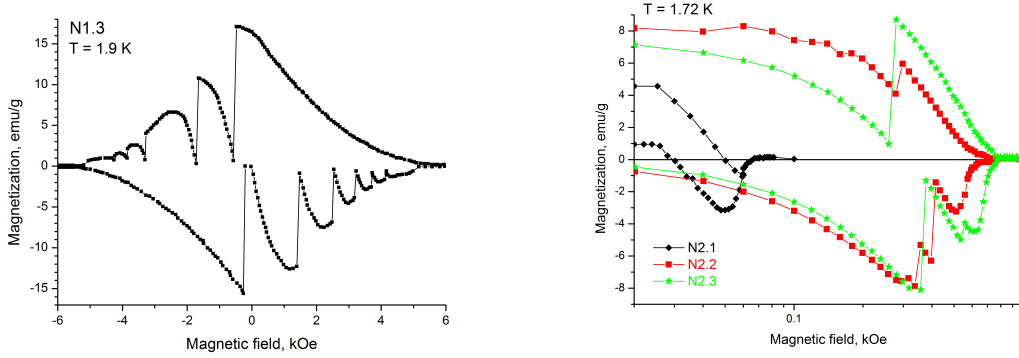 N1.3
T = 1.9 K
Magnetization, emu/g
15
10
5
0
-5
-10
-15
-6
-4
-2
0
2
4
6
Magnetic field, kOe
T = 1.72 K
Magnetization, emu/g
8
4
0
-2
-4
-6
-8
N2.1
N2.2
N2.3
0.1
Magnetic field, kOe